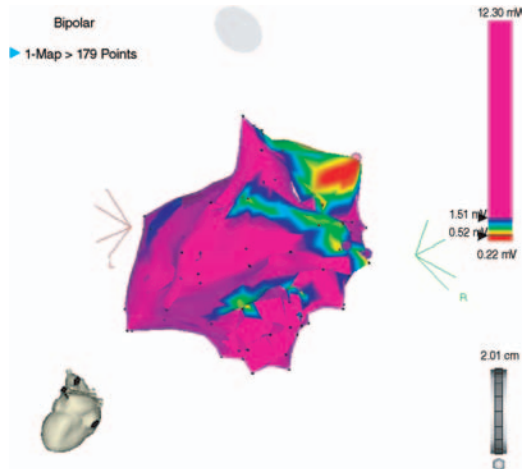 Bipolar
1-Map > 179 Points
12.30 mV
1.51 mV
0.52 mV
0.22 mV
R
2.01 cm